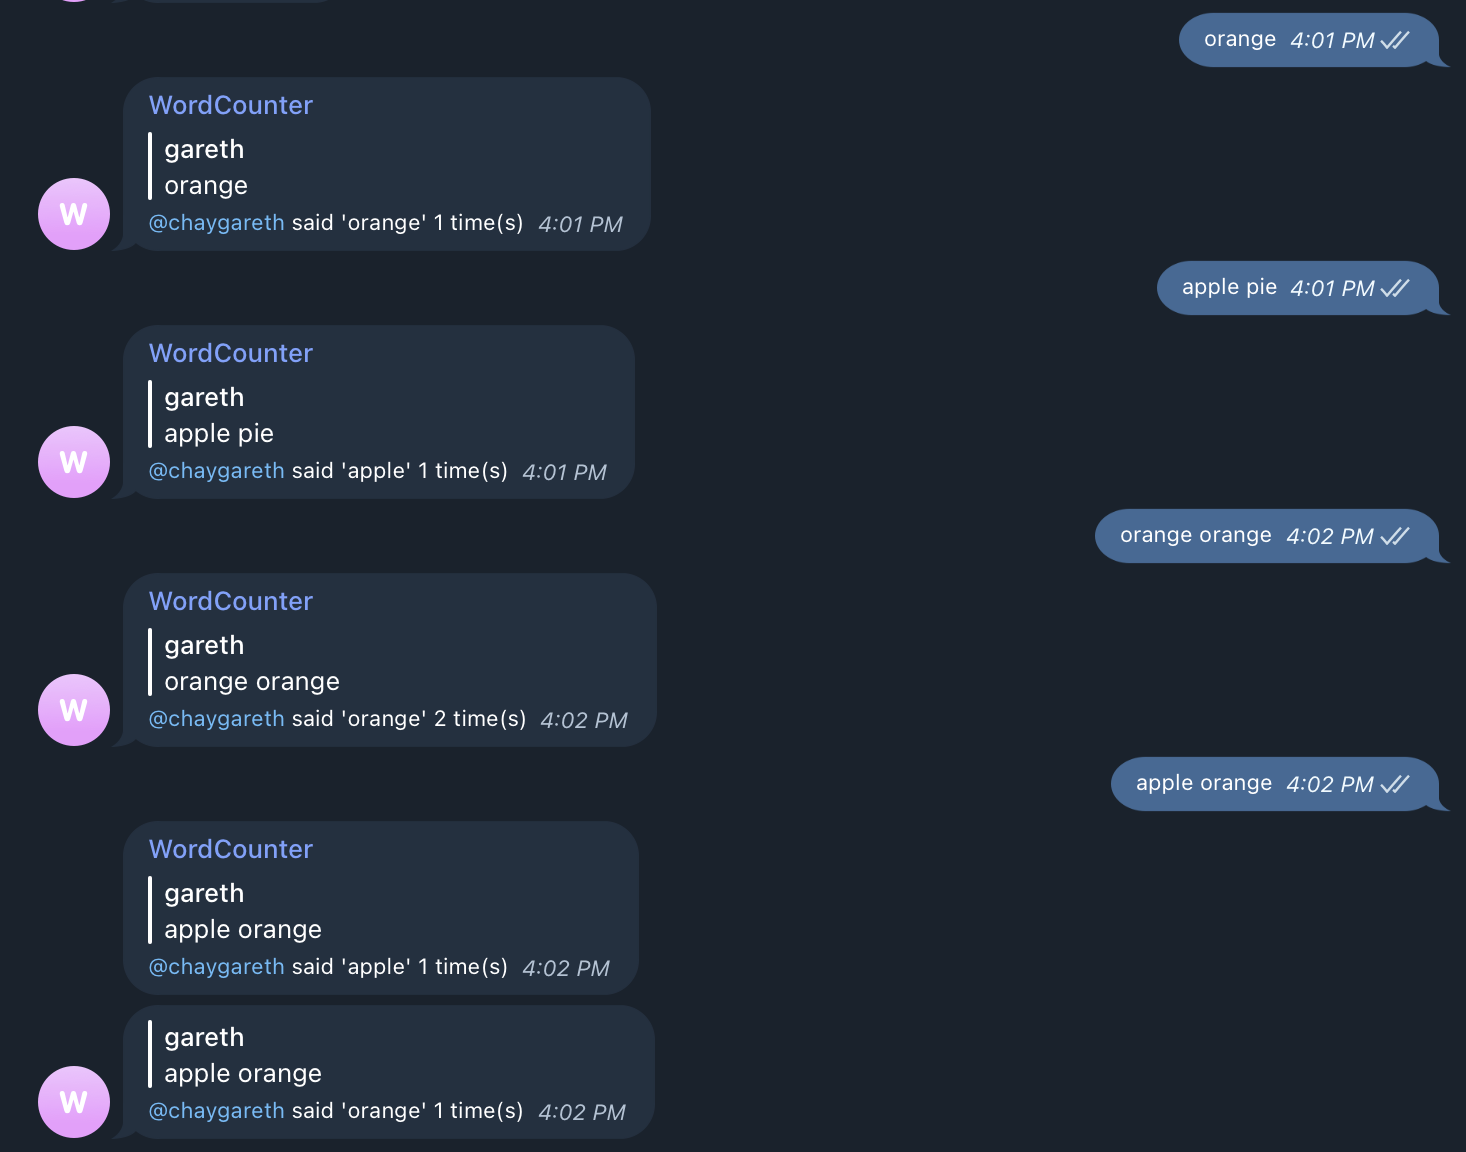 orange 4:01 PM
WordCounter
gareth
orange
W
@chaygareth said 'orange' 1 time(s) 4:01 PM
apple pie 4:01 PM
WordCounter
gareth
apple pie
W
@chaygareth said 'apple' 1 time(s) 4:01 PM
orange orange 4:02 PM
WordCounter
gareth
orange orange
W
@chaygareth said 'orange' 2 time(s) 4:02 PM
apple orange 4:02 PM
WordCounter
gareth
apple orange
@chaygareth said 'apple' 1 time(s) 4:02 PM
gareth
apple orange
W
@chaygareth said 'orange' 1 time(s) 4:02 PM